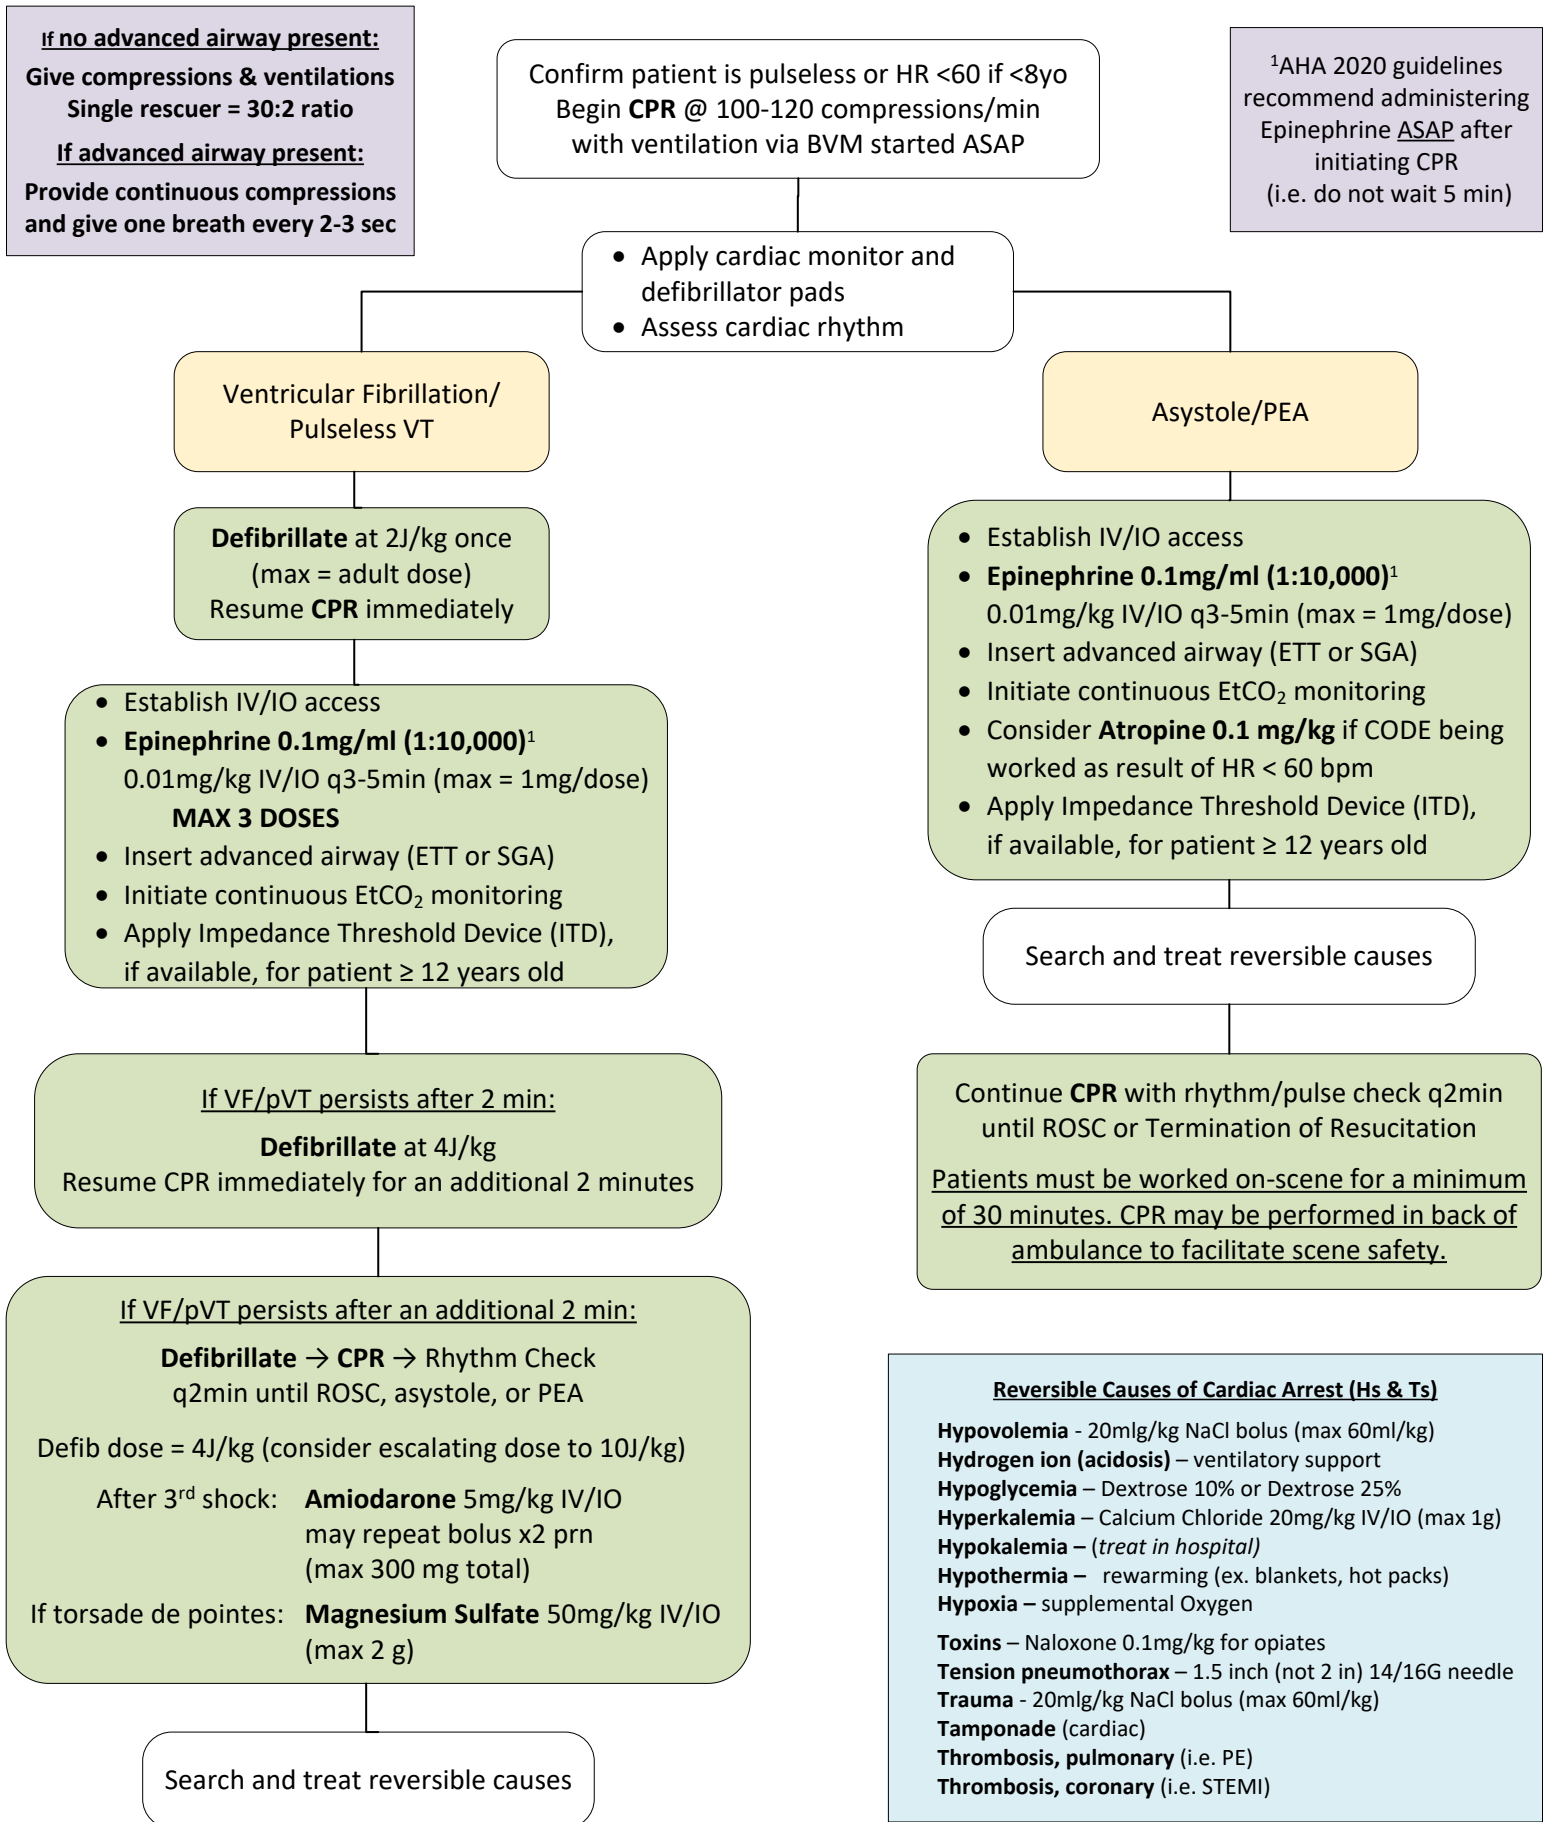 If no advanced airway present:
Give compressions & ventilations
Single rescuer = 30:2 ratio
If advanced airway present:
Provide continuous compressions
and give one breath every 2-3 sec
Confirm patient is pulseless or HR <60 if <8yo
Begin CPR @ 100-120 compressions/min
with ventilation via BVM started ASAP
¹AHA 2020 guidelines
recommend administering
Epinephrine ASAP after
initiating CPR
(i.e. do not wait 5 min)
• Apply cardiac monitor and
defibrillator pads
• Assess cardiac rhythm
Ventricular Fibrillation/
Pulseless VT
Defibrillate at 2J/kg once
(max = adult dose)
Resume CPR immediately
• Establish IV/IO access
• Epinephrine 0.1mg/ml (1:10,000)¹
0.01mg/kg IV/IO q3-5min (max = 1mg/dose)
MAX 3 DOSES
• Insert advanced airway (ETT or SGA)
• Initiate continuous EtCO₂ monitoring
• Apply Impedance Threshold Device (ITD),
if available, for patient ≥ 12 years old
If VF/pVT persists after 2 min:
Defibrillate at 4J/kg
Resume CPR immediately for an additional 2 minutes
If VF/pVT persists after an additional 2 min:
Defibrillate → CPR → Rhythm Check
q2min until ROSC, asystole, or PEA
Defib dose = 4J/kg (consider escalating dose to 10J/kg)
After 3rd shock: Amiodarone 5mg/kg IV/IO
may repeat bolus x2 prn
(max 300 mg total)
If torsade de pointes: Magnesium Sulfate 50mg/kg IV/IO
(max 2 g)
Search and treat reversible causes
Asystole/PEA
• Establish IV/IO access
• Epinephrine 0.1mg/ml (1:10,000)¹
0.01mg/kg IV/IO q3-5min (max = 1mg/dose)
• Insert advanced airway (ETT or SGA)
• Initiate continuous EtCO₂ monitoring
• Consider Atropine 0.1 mg/kg if CODE being
worked as result of HR < 60 bpm
• Apply Impedance Threshold Device (ITD),
if available, for patient ≥ 12 years old
Search and treat reversible causes
Continue CPR with rhythm/pulse check q2min
until ROSC or Termination of Resucitation
Patients must be worked on-scene for a minimum
of 30 minutes. CPR may be performed in back of
ambulance to facilitate scene safety.
Reversible Causes of Cardiac Arrest (Hs & Ts)
Hypovolemia - 20mlg/kg NaCl bolus (max 60ml/kg)
Hydrogen ion (acidosis) – ventilatory support
Hypoglycemia – Dextrose 10% or Dextrose 25%
Hyperkalemia – Calcium Chloride 20mg/kg IV/IO (max 1g)
Hypokalemia – (treat in hospital)
Hypothermia – rewarming (ex. blankets, hot packs)
Hypoxia – supplemental Oxygen
Toxins – Naloxone 0.1mg/kg for opiates
Tension pneumothorax – 1.5 inch (not 2 in) 14/16G needle
Trauma - 20mlg/kg NaCl bolus (max 60ml/kg)
Tamponade (cardiac)
Thrombosis, pulmonary (i.e. PE)
Thrombosis, coronary (i.e. STEMI)